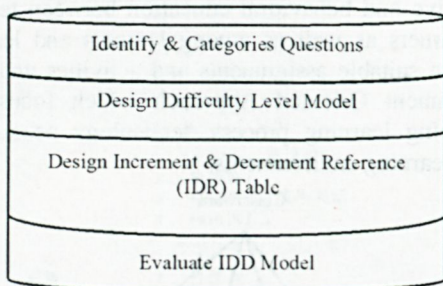 Identify & Categories Questions
Design Difficulty Level Model
Design Increment & Decrement Reference
(IDR) Table
Evaluate IDD Model